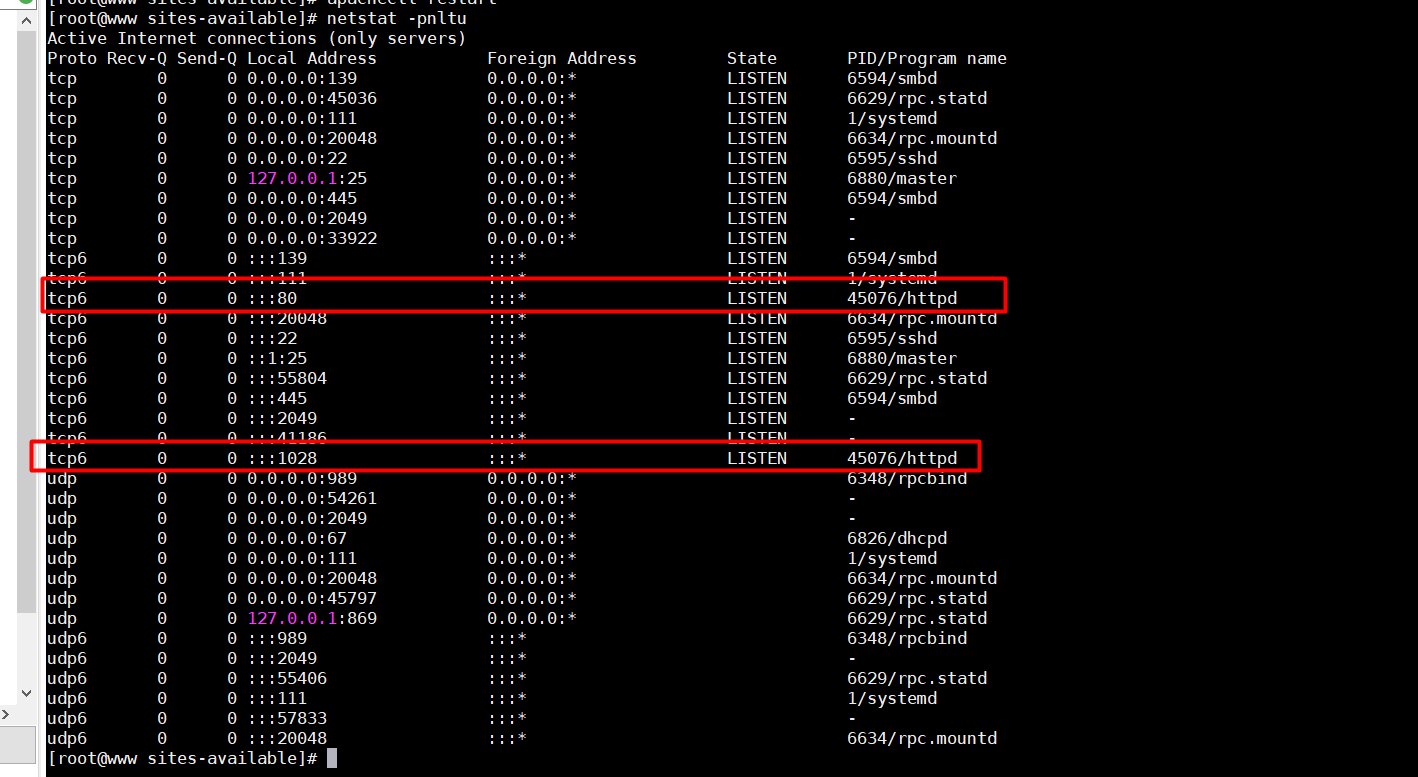 [root@www sites-available]# apachectl restart
[root@www sites-available]# netstat -pnltu
Active Internet connections (only servers)
Proto Recv-Q Send-Q Local Address           Foreign Address         State       PID/Program name
tcp        0      0 0.0.0.0:139             0.0.0.0:*               LISTEN      6594/smbd
tcp        0      0 0.0.0.0:45036           0.0.0.0:*               LISTEN      6629/rpc.statd
tcp        0      0 0.0.0.0:111             0.0.0.0:*               LISTEN      1/systemd
tcp        0      0 0.0.0.0:20048           0.0.0.0:*               LISTEN      6634/rpc.mountd
tcp        0      0 0.0.0.0:22              0.0.0.0:*               LISTEN      6595/sshd
tcp        0      0 127.0.0.1:25            0.0.0.0:*               LISTEN      6880/master
tcp        0      0 0.0.0.0:445             0.0.0.0:*               LISTEN      6594/smbd
tcp        0      0 0.0.0.0:2049            0.0.0.0:*               LISTEN      -
tcp        0      0 0.0.0.0:33922           0.0.0.0:*               LISTEN      -
tcp6       0      0 :::139                  :::*                    LISTEN      6594/smbd
tcp6       0      0 :::111                  :::*                    LISTEN      1/systemd
tcp6       0      0 :::80                   :::*                    LISTEN      45076/httpd
tcp6       0      0 :::20048                :::*                    LISTEN      6634/rpc.mountd
tcp6       0      0 :::22                   :::*                    LISTEN      6595/sshd
tcp6       0      0 ::1:25                  :::*                    LISTEN      6880/master
tcp6       0      0 :::55804                :::*                    LISTEN      6629/rpc.statd
tcp6       0      0 :::445                  :::*                    LISTEN      6594/smbd
tcp6       0      0 :::2049                 :::*                    LISTEN      -
tcp6       0      0 :::41186                :::*                    LISTEN      -
tcp6       0      0 :::1028                 :::*                    LISTEN      45076/httpd
udp        0      0 0.0.0.0:989             0.0.0.0:*                           6348/rpcbind
udp        0      0 0.0.0.0:54261           0.0.0.0:*                           -
udp        0      0 0.0.0.0:2049            0.0.0.0:*                           -
udp        0      0 0.0.0.0:67              0.0.0.0:*                           6826/dhcpd
udp        0      0 0.0.0.0:111             0.0.0.0:*                           1/systemd
udp        0      0 0.0.0.0:20048           0.0.0.0:*                           6634/rpc.mountd
udp        0      0 0.0.0.0:45797           0.0.0.0:*                           6629/rpc.statd
udp        0      0 127.0.0.1:869           0.0.0.0:*                           6629/rpc.statd
udp6       0      0 :::989                  :::*                                6348/rpcbind
udp6       0      0 :::2049                 :::*                                -
udp6       0      0 :::55406                :::*                                6629/rpc.statd
udp6       0      0 :::111                  :::*                                1/systemd
udp6       0      0 :::57833                :::*                                -
udp6       0      0 :::20048                :::*                                6634/rpc.mountd
[root@www sites-available]#